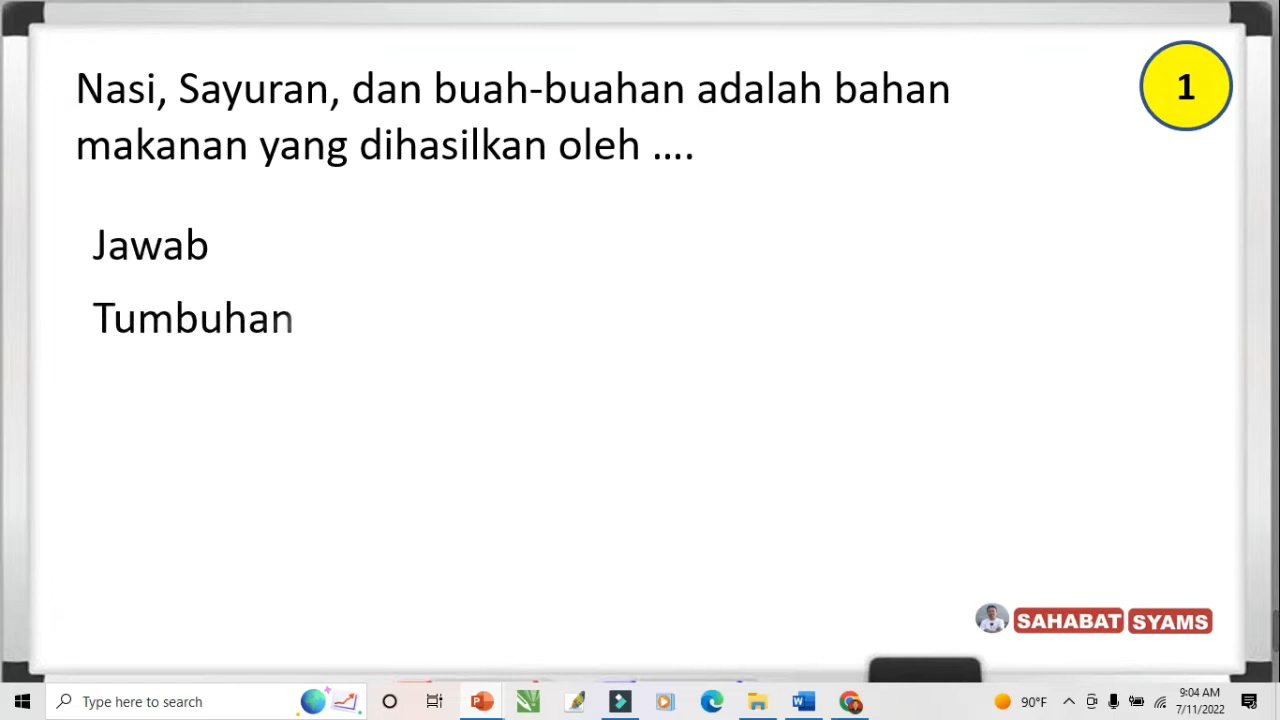 Nasi, Sayuran, dan buah-buahan adalah bahan
makanan yang dihasilkan oleh ....
1
Jawab
Tumbuhan
SAHABAT SYAMS
Type here to search
90°F
9:04 AM
7/11/2022